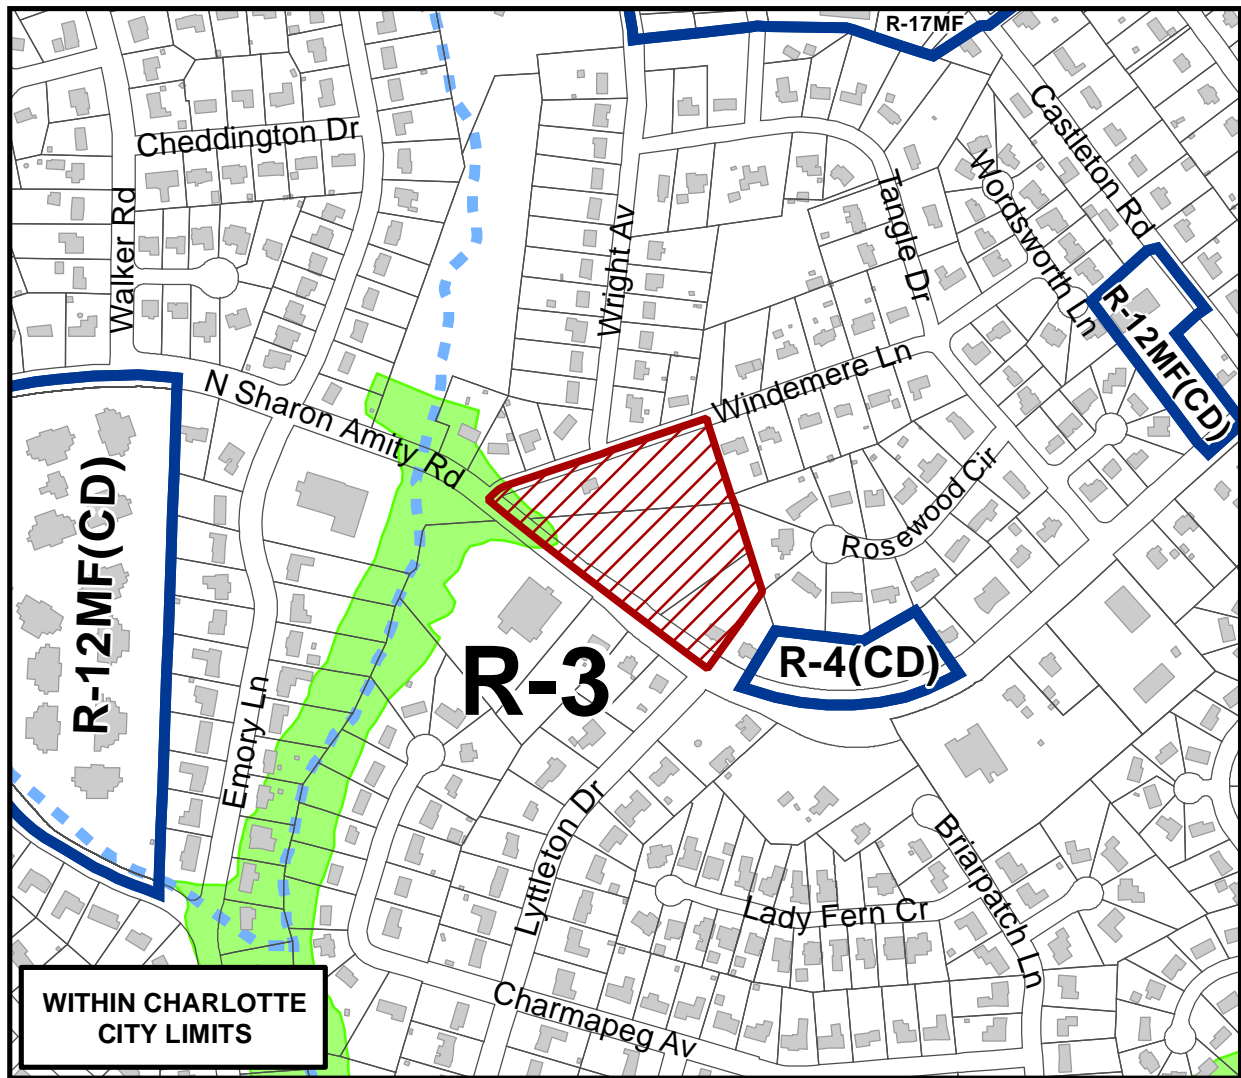 R-17MF
Castleton Rd
Cheddington Dr
Wordsworth Ln
Tangle Dr
Walker Rd
Wright Av
R-12MF(CD)
Windemere Ln
N Sharon Amity Rd
Rosewood Cir
R-12MF(CD)
R-3
R-4(CD)
Emory Ln
Lyttleton Dr
Briarpatch Ln
Lady Fern Cr
Charmapeg Av
WITHIN CHARLOTTE
CITY LIMITS